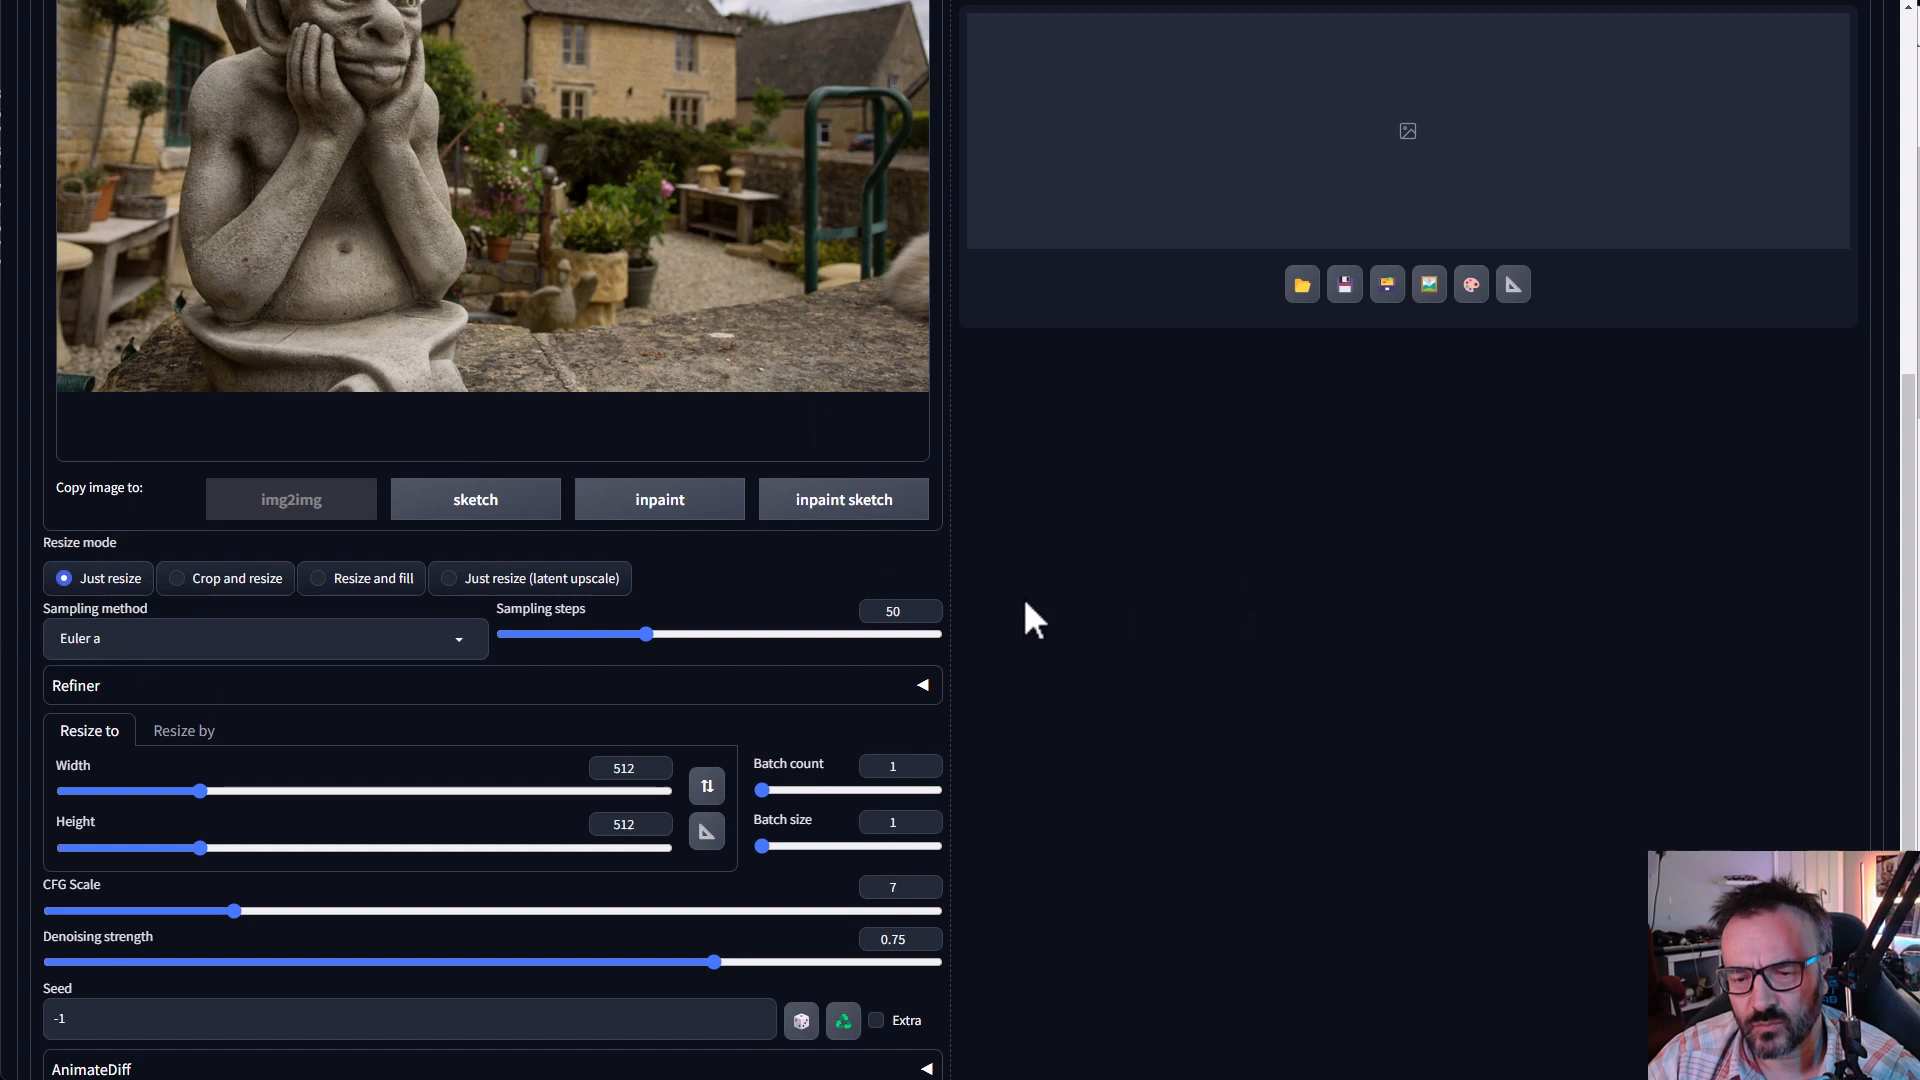 Copy image to:
img2img
sketch
inpaint
inpaint sketch
Resize mode
Just resize
Crop and resize
Resize and fill
Just resize (latent upscale)
Sampling method
Sampling steps
50
Euler a
Refiner
Resize to
Resize by
Width
512
Batch count
1
Height
512
Batch size
1
CFG Scale
7
Denoising strength
0.75
Seed
-1
Extra
AnimateDiff